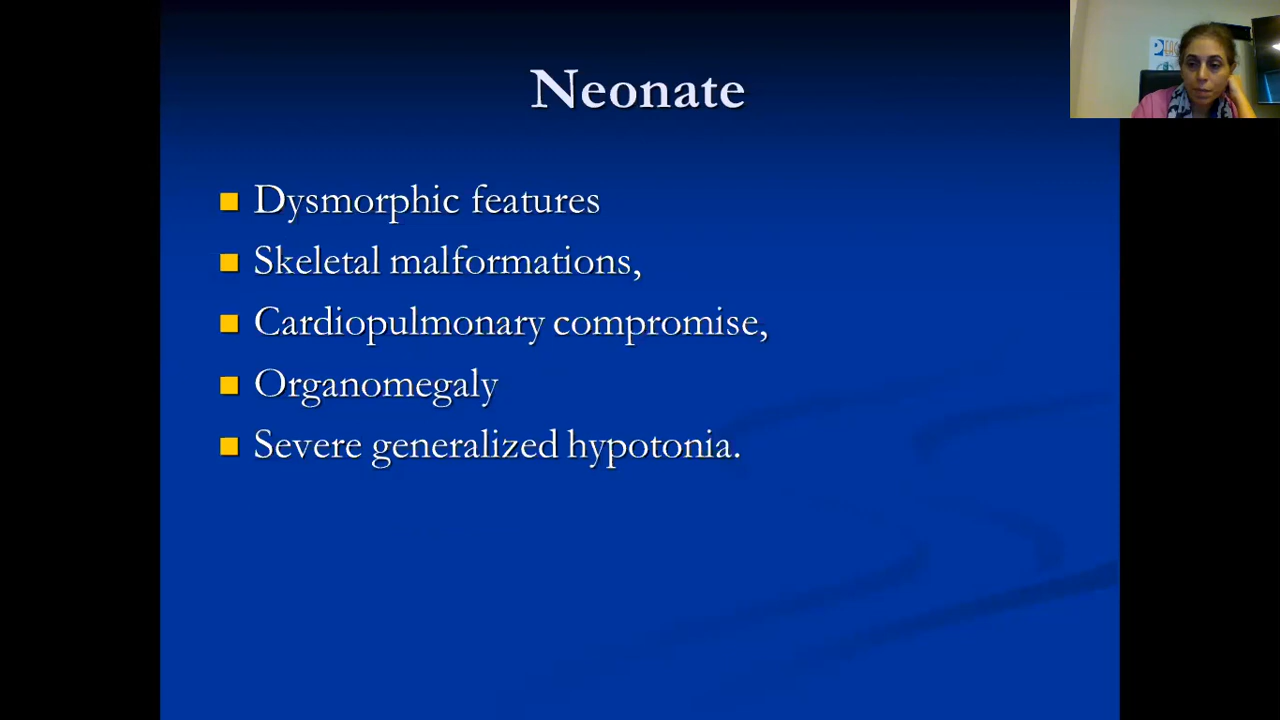 Neonate
Dysmorphic features
Skeletal malformations,
Cardiopulmonary compromise,
Organomegaly
Severe generalized hypotonia.